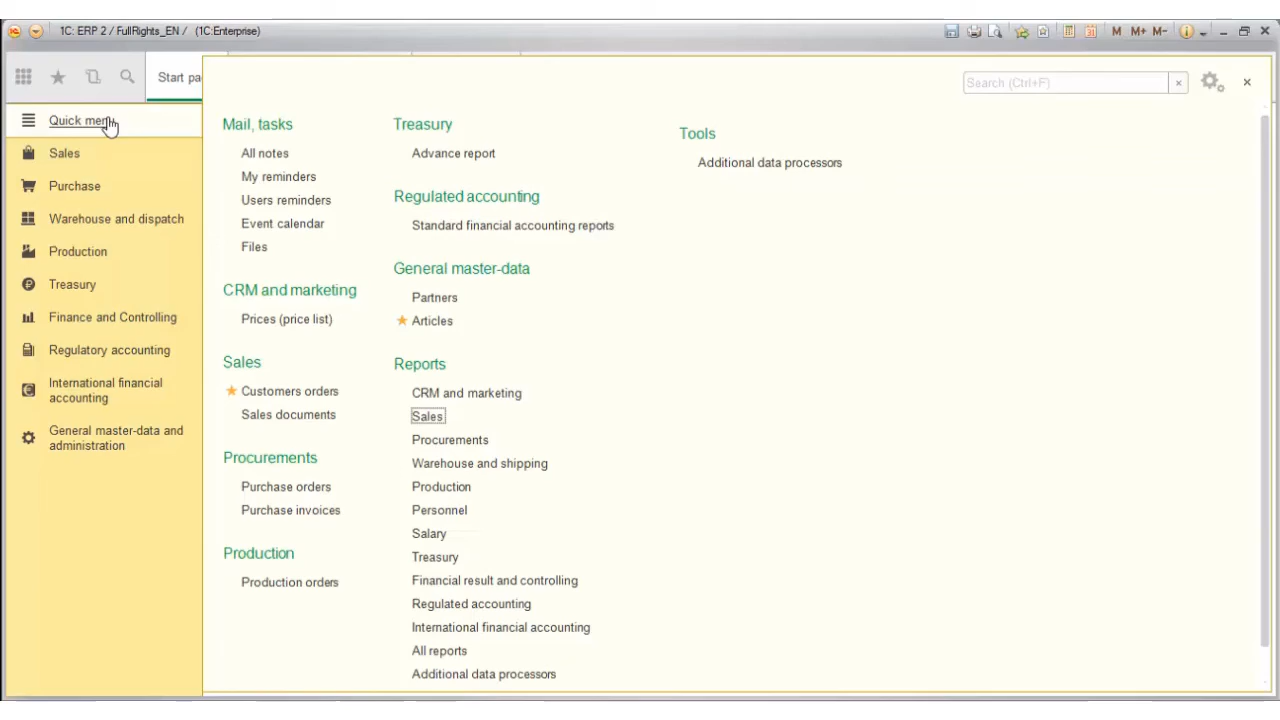 1C: ERP 2 / FullRights_EN / (1C:Enterprise)
M M+ M-
Start pa
Search (Ctrl+F)
Quick menu
Sales
Purchase
Warehouse and dispatch
Production
Treasury
Finance and Controlling
Regulatory accounting
International financial
accounting
General master-data and
administration
Mail, tasks
All notes
My reminders
Users reminders
Event calendar
Files
CRM and marketing
Prices (price list)
Sales
Customers orders
Sales documents
Procurements
Purchase orders
Purchase invoices
Production
Production orders
Treasury
Advance report
Regulated accounting
Standard financial accounting reports
General master-data
Partners
Articles
Reports
CRM and marketing
Sales
Procurements
Warehouse and shipping
Production
Personnel
Salary
Treasury
Financial result and controlling
Regulated accounting
International financial accounting
All reports
Additional data processors
Tools
Additional data processors